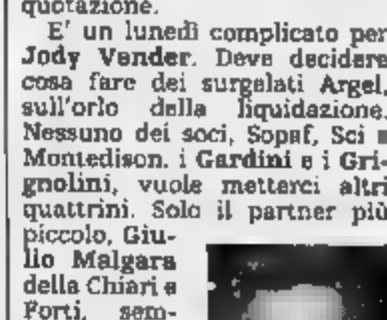 quotazione.
E' un lunedì complicato per
Jody Vender. Deve decidere
cosa fare dei surgelati Argel,
sull'orlo della liquidazione.
Nessuno dei soci, Sopaf, Sci e
Montedison, i Gardini e i Gri-
gnolini, vuole metterci altri
quattrini. Solo il partner più
piccolo, Giu-
lio Malgara
della Chiari e
Forti, sem-